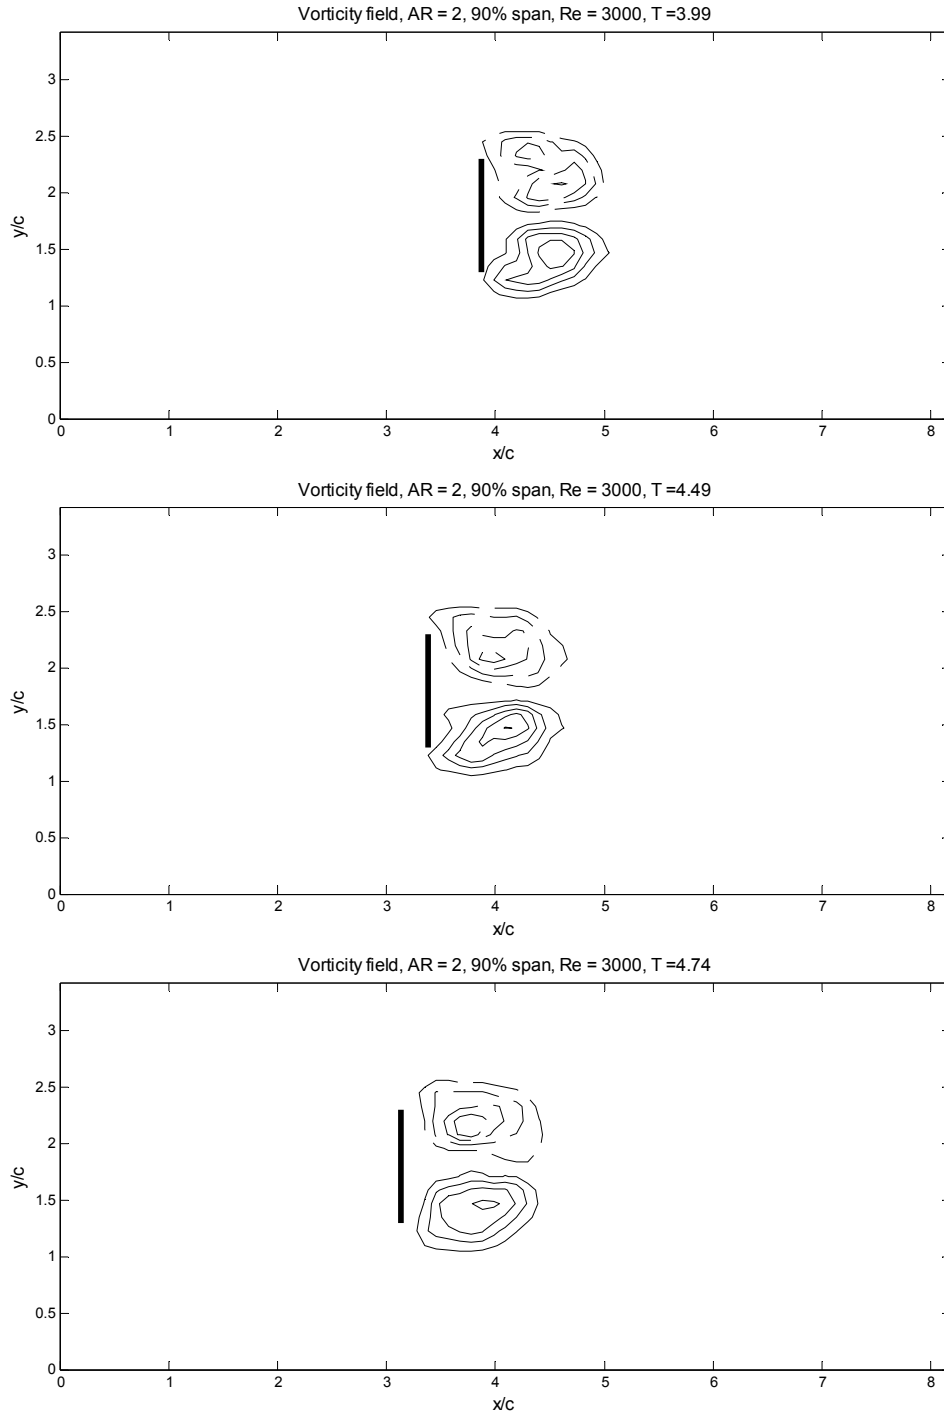 Vorticity field, AR = 2, 90% span, Re = 3000, T =3.99
3
2.5
2
1.5
1
0.5
0
y/c
0 1 2 3 4 5 6 7 8
x/c
Vorticity field, AR = 2, 90% span, Re = 3000, T =4.49
3
2.5
2
1.5
1
0.5
0
y/c
0 1 2 3 4 5 6 7 8
x/c
Vorticity field, AR = 2, 90% span, Re = 3000, T =4.74
3
2.5
2
1.5
1
0.5
0
y/c
0 1 2 3 4 5 6 7 8
x/c